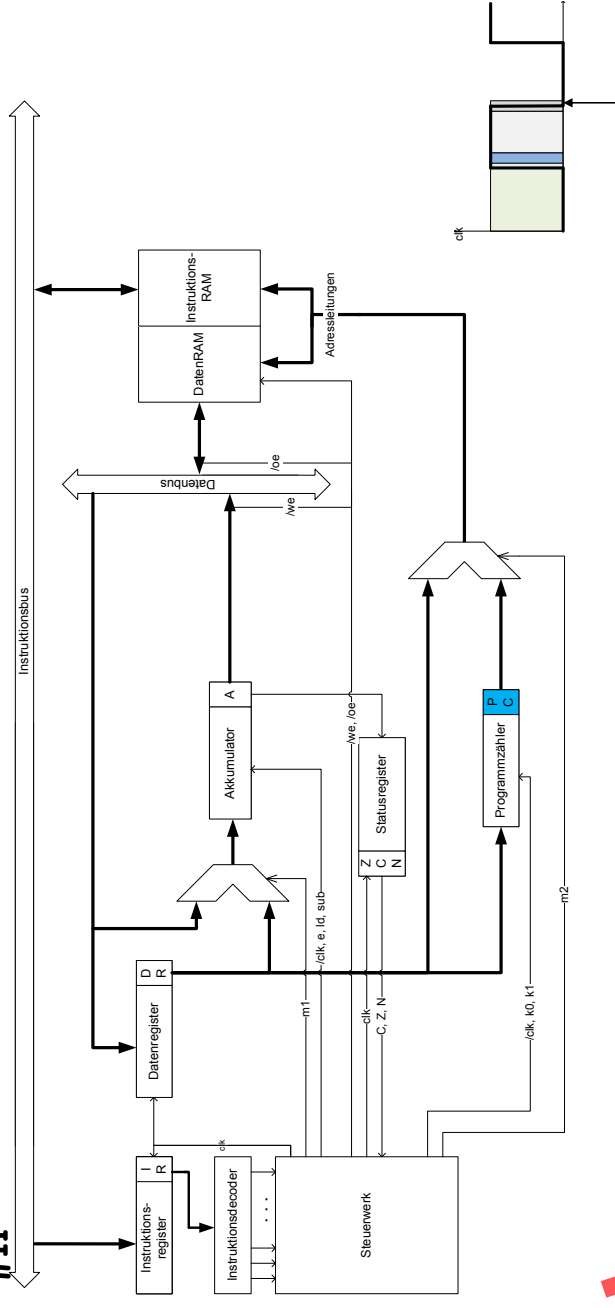 #11
Instruktionsbus
Instruktions-
register
I
R
Datenregister
D
R
Instruktionsdecoder
. . .
Steuerwerk
clk
Akkumulator
A
Datenbus
DatenRAM
Instruktions-
RAM
Adressleitungen
/oe
/we
m1
/clk, e, ld, sub
/we, /oe
clk
C, Z, N
Z
C
N
Statusregister
Programmzähler
P
C
/clk, k0, k1
m2
clk